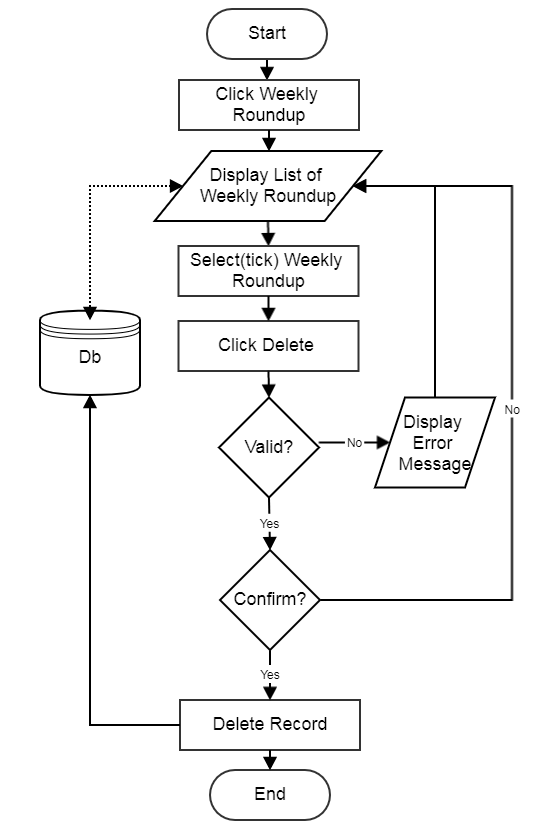 Start
Click Weekly
Roundup
Display List of
Weekly Roundup
Select(tick) Weekly
Roundup
Click Delete
Db
Valid?
No
Display
Error
Message
No
Yes
Confirm?
Yes
Delete Record
End